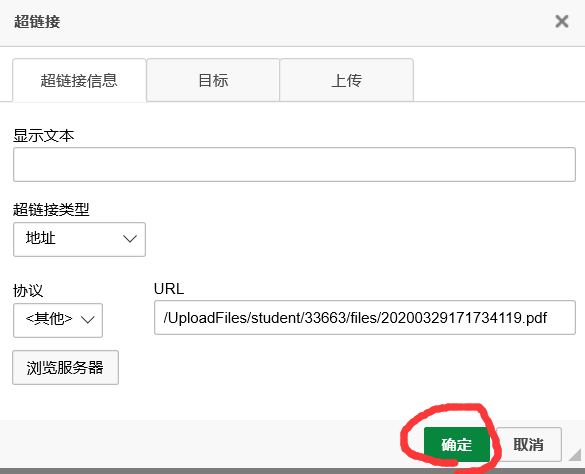 超链接
超链接信息
目标
上传
显示文本
超链接类型
地址
协议
URL
<其他>
/UploadFiles/student/33663/files/20200329171734119.pdf
浏览服务器
确定
取消